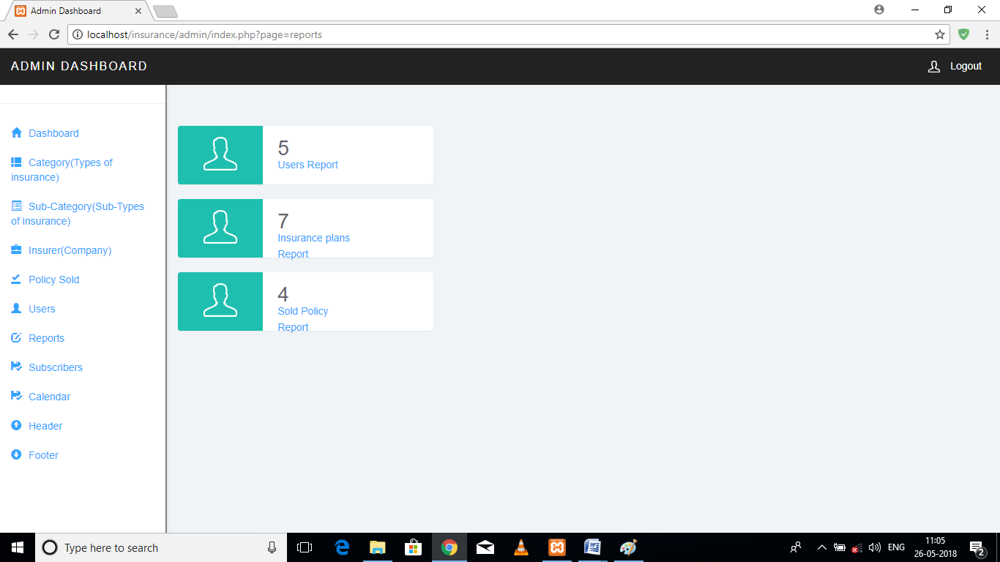 Admin Dashboard
localhost/insurance/admin/index.php?page=reports
ADMIN DASHBOARD
Logout
Dashboard
Category(Types of
insurance)
Sub-Category(Sub-Types
of insurance)
Insurer(Company)
Policy Sold
Users
Reports
Subscribers
Calendar
Header
Footer
5
Users Report
7
Insurance plans
Report
4
Sold Policy
Report
Type here to search
ENG
11:05
26-05-2018
2